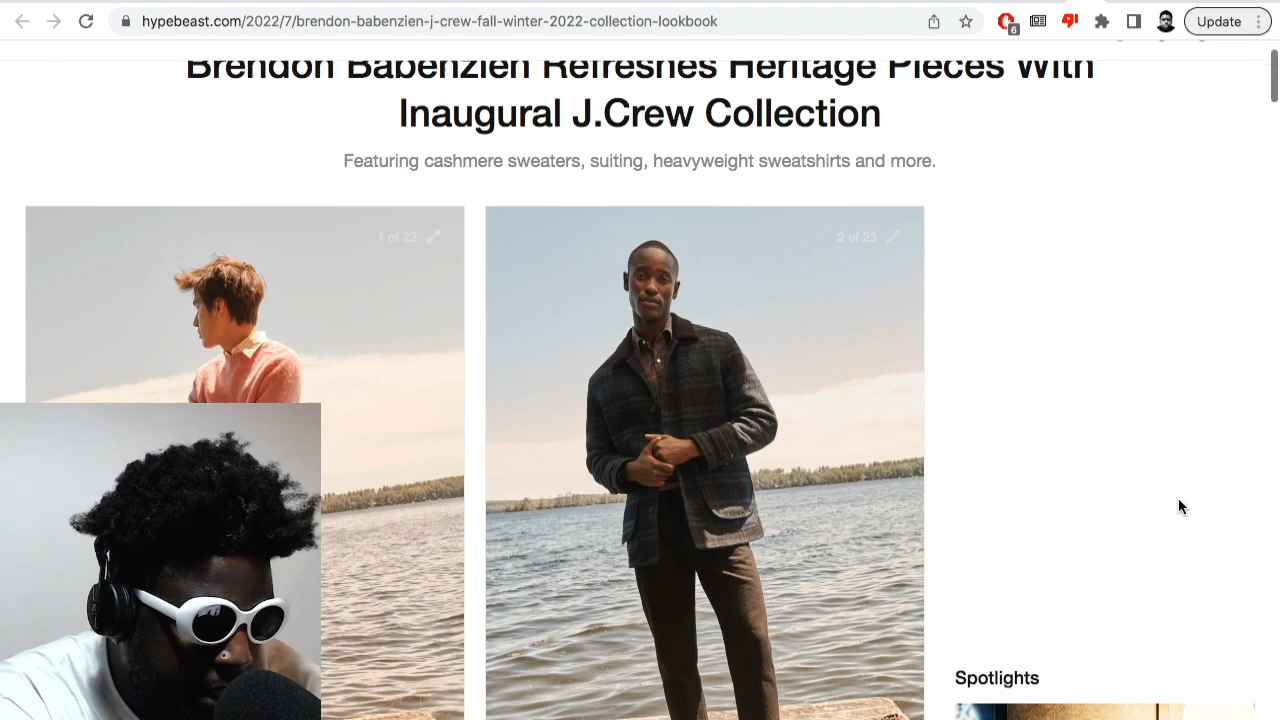 hypebeast.com/2022/7/brendon-babenzien-j-crew-fall-winter-2022-collection-lookbook
6
Update
Brendon Babenzien Refreshes Heritage Pieces With
Inaugural J.Crew Collection
Featuring cashmere sweaters, suiting, heavyweight sweatshirts and more.
1 of 23
2 of 23
Spotlights